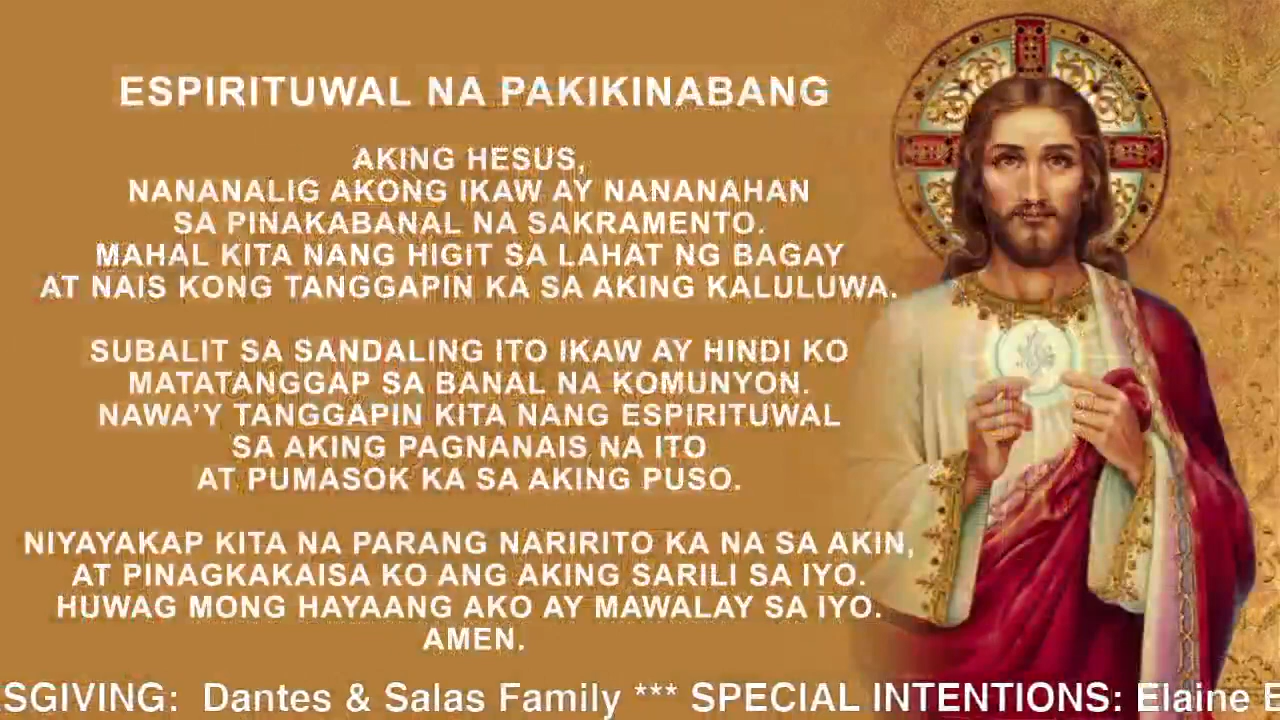 ESPIRITUWAL NA PAKIKINABANG
AKING HESUS,
NANANALIG AKONG IKAW AY NANANAHAN
SA PINAKABANAL NA SAKRAMENTO.
MAHAL KITA NANG HIGIT SA LAHAT NG BAGAY
AT NAIS KONG TANGGAPIN KA SA AKING KALULUWA.
SUBALIT SA SANDALING ITO IKAW AY HINDI KO
MATATANGGAP SA BANAL NA KOMUNYON.
NAWA'Y TANGGAPIN KITA NANG ESPIRITUWAL
SA AKING PAGNANAIS NA ITO
AT PUMASOK KA SA AKING PUSO.
NIYAYAKAP KITA NA PARANG NARIRITO KA NA SA AKIN,
AT PINAGKAKAISA KO ANG AKING SARILI SA IYO.
HUWAG MONG HAYAANG AKO AY MAWALAY SA IYO.
AMEN.
SGIVING: Dantes & Salas Family *** SPECIAL INTENTIONS: Elaine